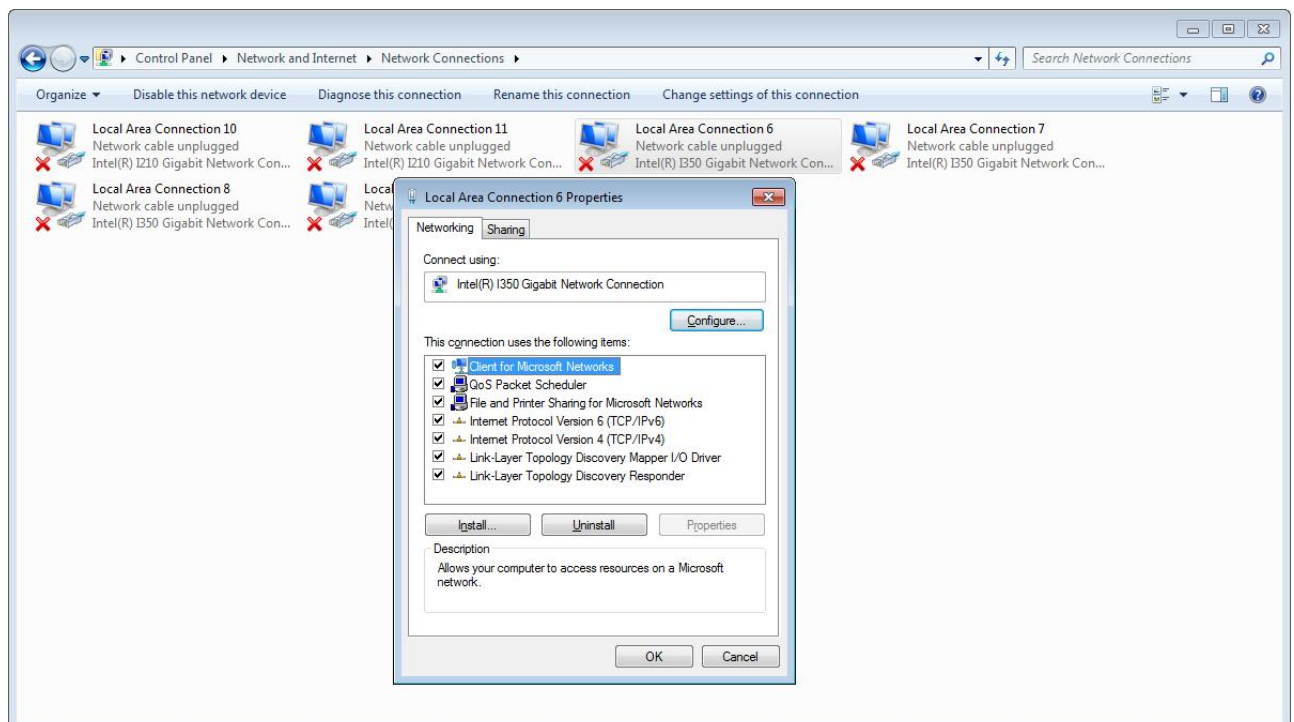 Control Panel ▸ Network and Internet ▸ Network Connections ▸
Search Network Connections
Organize ▾ Disable this network device Diagnose this connection Rename this connection Change settings of this connection
Local Area Connection 10
Network cable unplugged
Intel(R) I210 Gigabit Network Con...
Local Area Connection 11
Network cable unplugged
Intel(R) I210 Gigabit Network Con...
Local Area Connection 6
Network cable unplugged
Intel(R) I350 Gigabit Network Con...
Local Area Connection 7
Network cable unplugged
Intel(R) I350 Gigabit Network Con...
Local Area Connection 8
Network cable unplugged
Intel(R) I350 Gigabit Network Con...
Local
Netw
Intel(
Local Area Connection 6 Properties
Networking Sharing
Connect using:
Intel(R) I350 Gigabit Network Connection
Configure...
This connection uses the following items:
Client for Microsoft Networks
QoS Packet Scheduler
File and Printer Sharing for Microsoft Networks
Internet Protocol Version 6 (TCP/IPv6)
Internet Protocol Version 4 (TCP/IPv4)
Link-Layer Topology Discovery Mapper I/O Driver
Link-Layer Topology Discovery Responder
Install... Uninstall Properties
Description
Allows your computer to access resources on a Microsoft
network.
OK Cancel